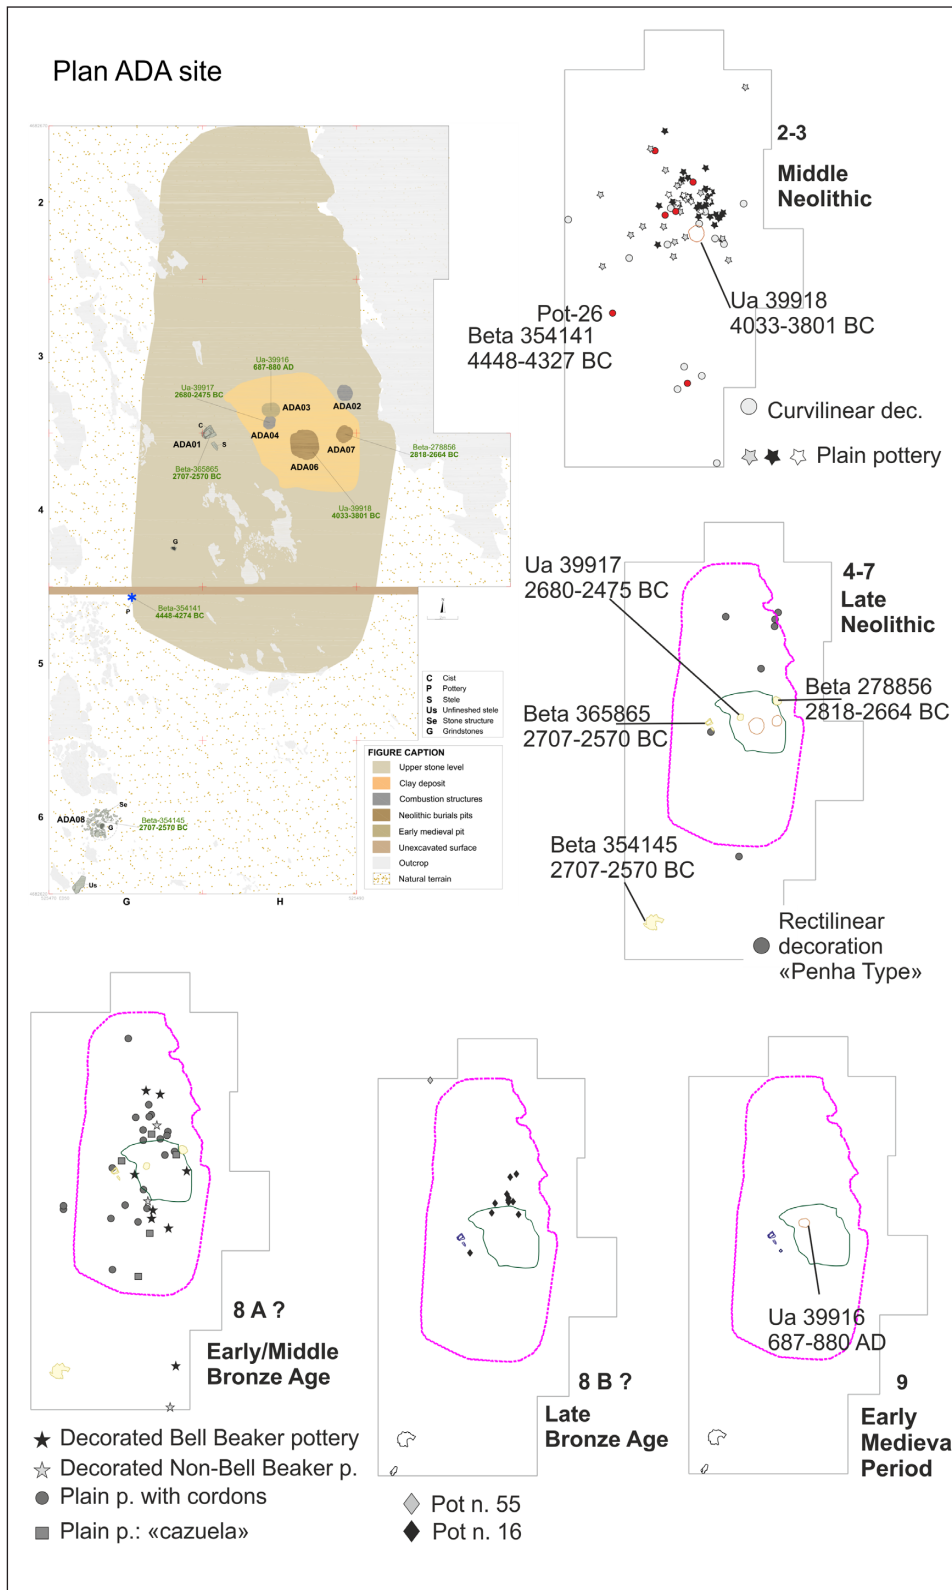 Plan ADA site
2
3
4
5
6
G
H
Ua-39916
687-880 AD
Ua-39917
2680-2475 BC
ADA03
ADA02
ADA04
C
ADA01
S
ADA07
ADA06
Beta-278856
2818-2664 BC
Beta-365865
2707-2570 BC
Ua-39918
4033-3801 BC
G
P
Beta-354141
4448-4274 BC
Se
ADA08
G
Beta-354145
2707-2570 BC
Us
C Cist
P Pottery
S Stele
Us Unfineshed stele
Se Stone structure
G Grindstones
FIGURE CAPTION
Upper stone level
Clay deposit
Combustion structures
Neolithic burials pits
Early medieval pit
Unexcavated surface
Outcrop
Natural terrain
2-3
Middle
Neolithic
Pot-26
Beta 354141
4448-4327 BC
Ua 39918
4033-3801 BC
Curvilinear dec.
Plain pottery
Ua 39917
2680-2475 BC
4-7
Late
Neolithic
Beta 278856
2818-2664 BC
Beta 365865
2707-2570 BC
Beta 354145
2707-2570 BC
Rectilinear
decoration
«Penha Type»
8 A ?
Early/Middle
Bronze Age
Decorated Bell Beaker pottery
Decorated Non-Bell Beaker p.
Plain p. with cordons
Plain p.: «cazuela»
8 B ?
Late
Bronze Age
Pot n. 55
Pot n. 16
Ua 39916
687-880 AD
9
Early
Medieva
Period